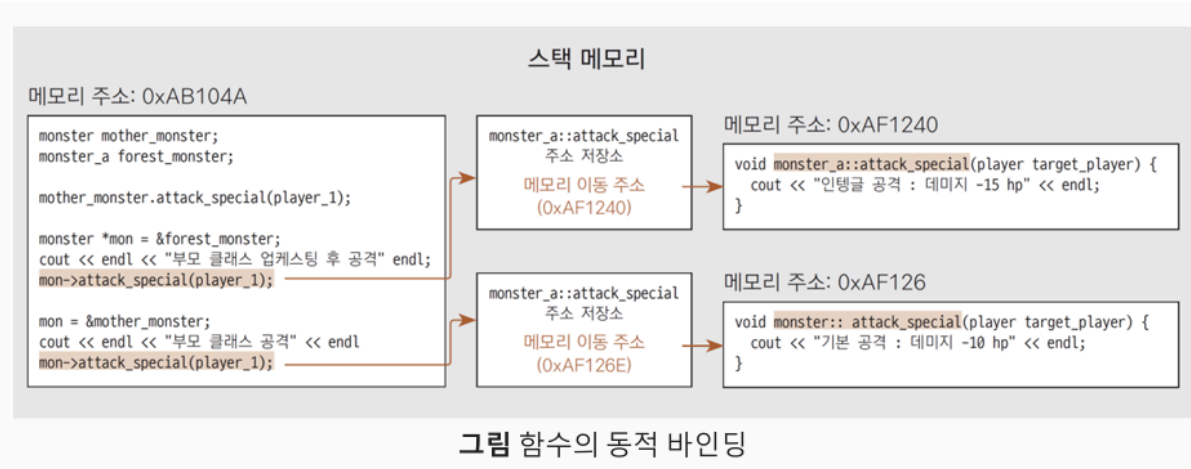 스택 메모리
메모리 주소: 0xAB104A
monster mother_monster;
monster_a forest_monster;
mother_monster.attack_special(player_1);
monster *mon = &forest_monster;
cout << endl << "부모 클래스 업케스팅 후 공격" endl;
mon->attack_special(player_1);
mon = &mother_monster;
cout << endl << "부모 클래스 공격" << endl
mon->attack_special(player_1);
monster_a::attack_special
주소 저장소
메모리 이동 주소
(0xAF1240)
monster_a::attack_special
주소 저장소
메모리 이동 주소
(0xAF126E)
메모리 주소: 0xAF1240
void monster_a::attack_special(player target_player) {
cout << "인텡글 공격 : 데미지 -15 hp" << endl;
}
메모리 주소: 0xAF126
void monster:: attack_special(player target_player) {
cout << "기본 공격 : 데미지 -10 hp" << endl;
}
그림 함수의 동적 바인딩